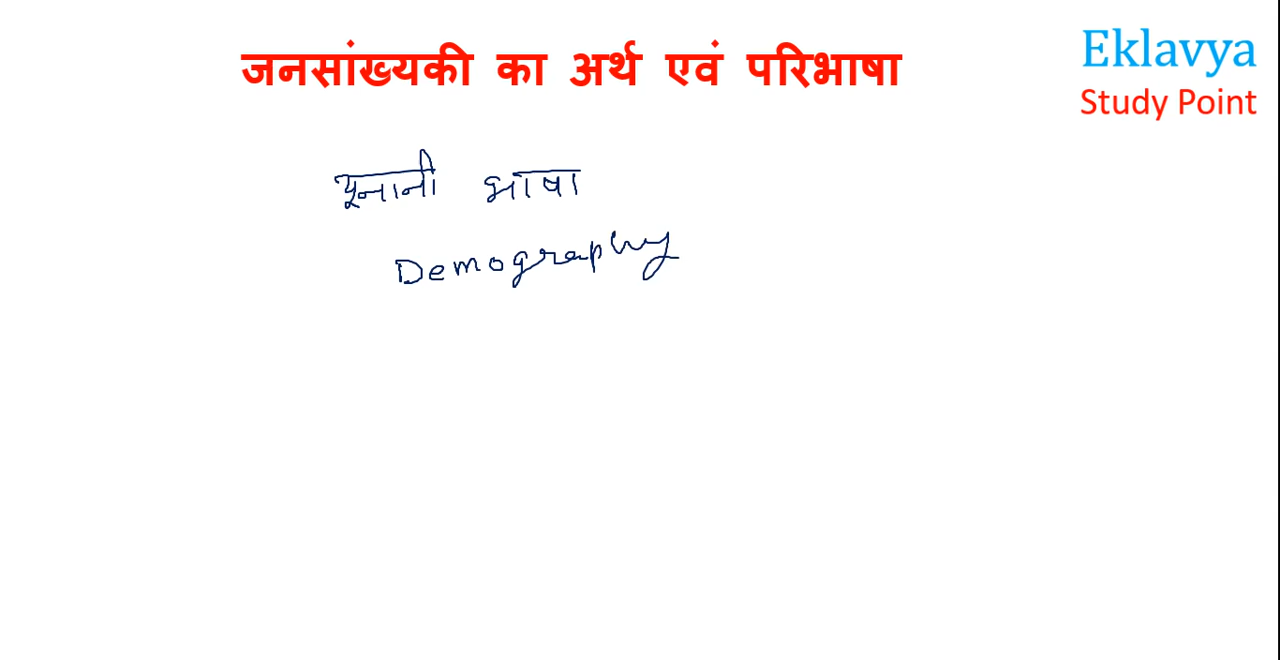 जनसांख्यकी का अर्थ एवं परिभाषा
Eklavya
Study Point
यूनानी भाषा
Demography